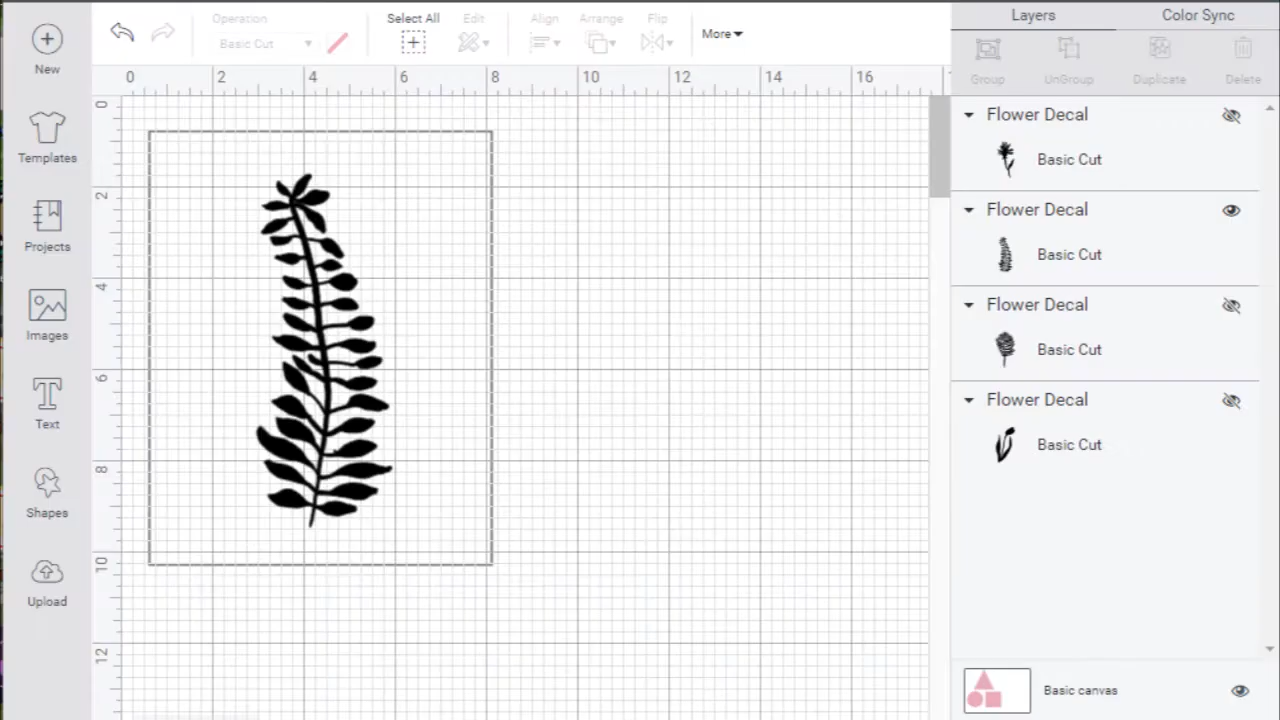 New
Templates
Projects
Images
Text
Shapes
Upload
Operation
Basic Cut
Select All
Edit
Align
Arrange
Flip
More
0 2 4 6 8 10 12 14 16
0
2
4
6
8
10
12
Layers
Color Sync
Group
UnGroup
Duplicate
Delete
Flower Decal
Basic Cut
Flower Decal
Basic Cut
Flower Decal
Basic Cut
Flower Decal
Basic Cut
Basic canvas